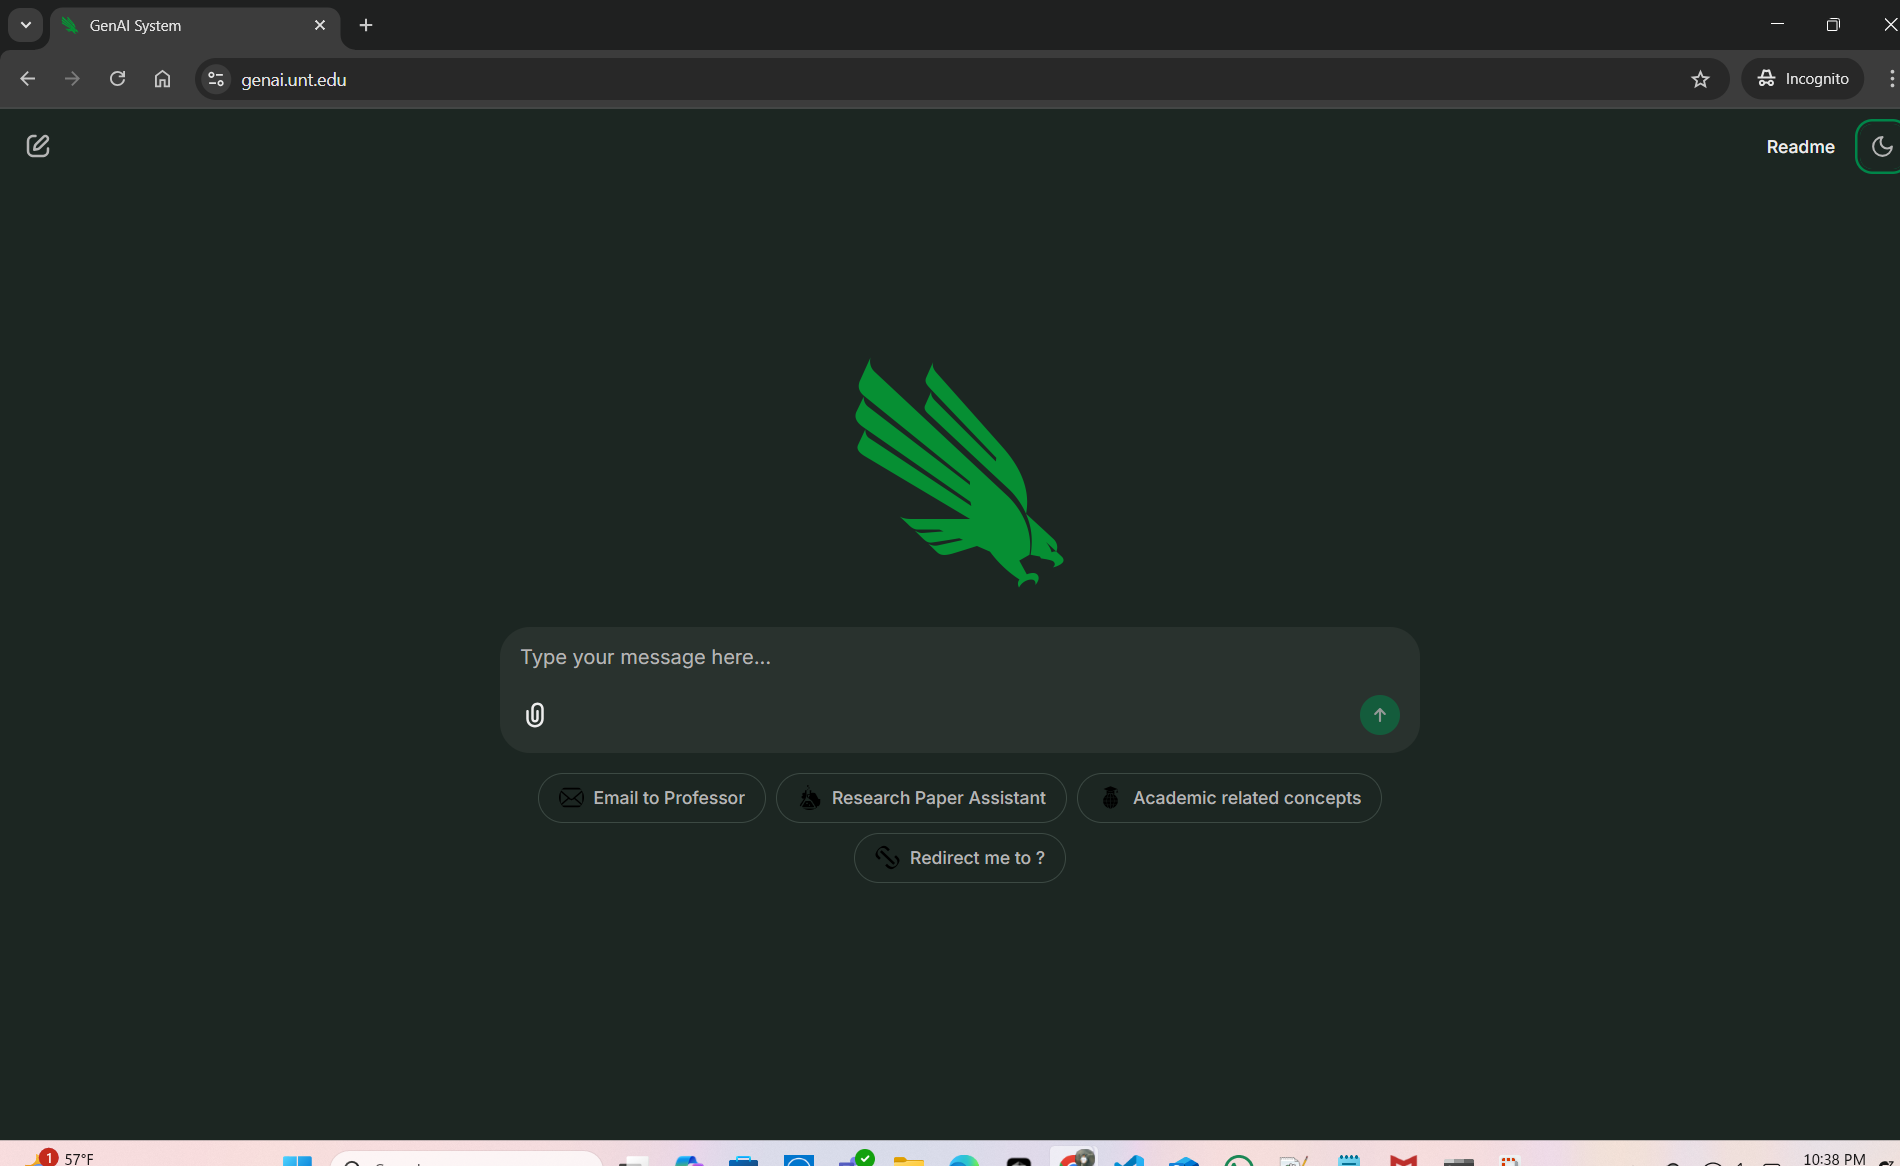 GenAI System
genai.unt.edu
Incognito
Readme
Type your message here...
Email to Professor
Research Paper Assistant
Academic related concepts
Redirect me to ?
1
57°F
10:38 PM